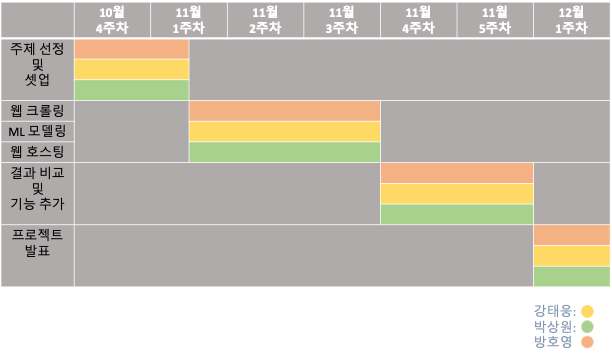 10월 11월 11월 11월 11월 11월 12월
4주차 1주차 2주차 3주차 4주차 5주차 1주차
주제 선정
및
셋업
웹 크롤링
ML 모델링
웹 호스팅
결과 비교
및
기능 추가
프로젝트
발표
강태웅:
박상원:
방호영